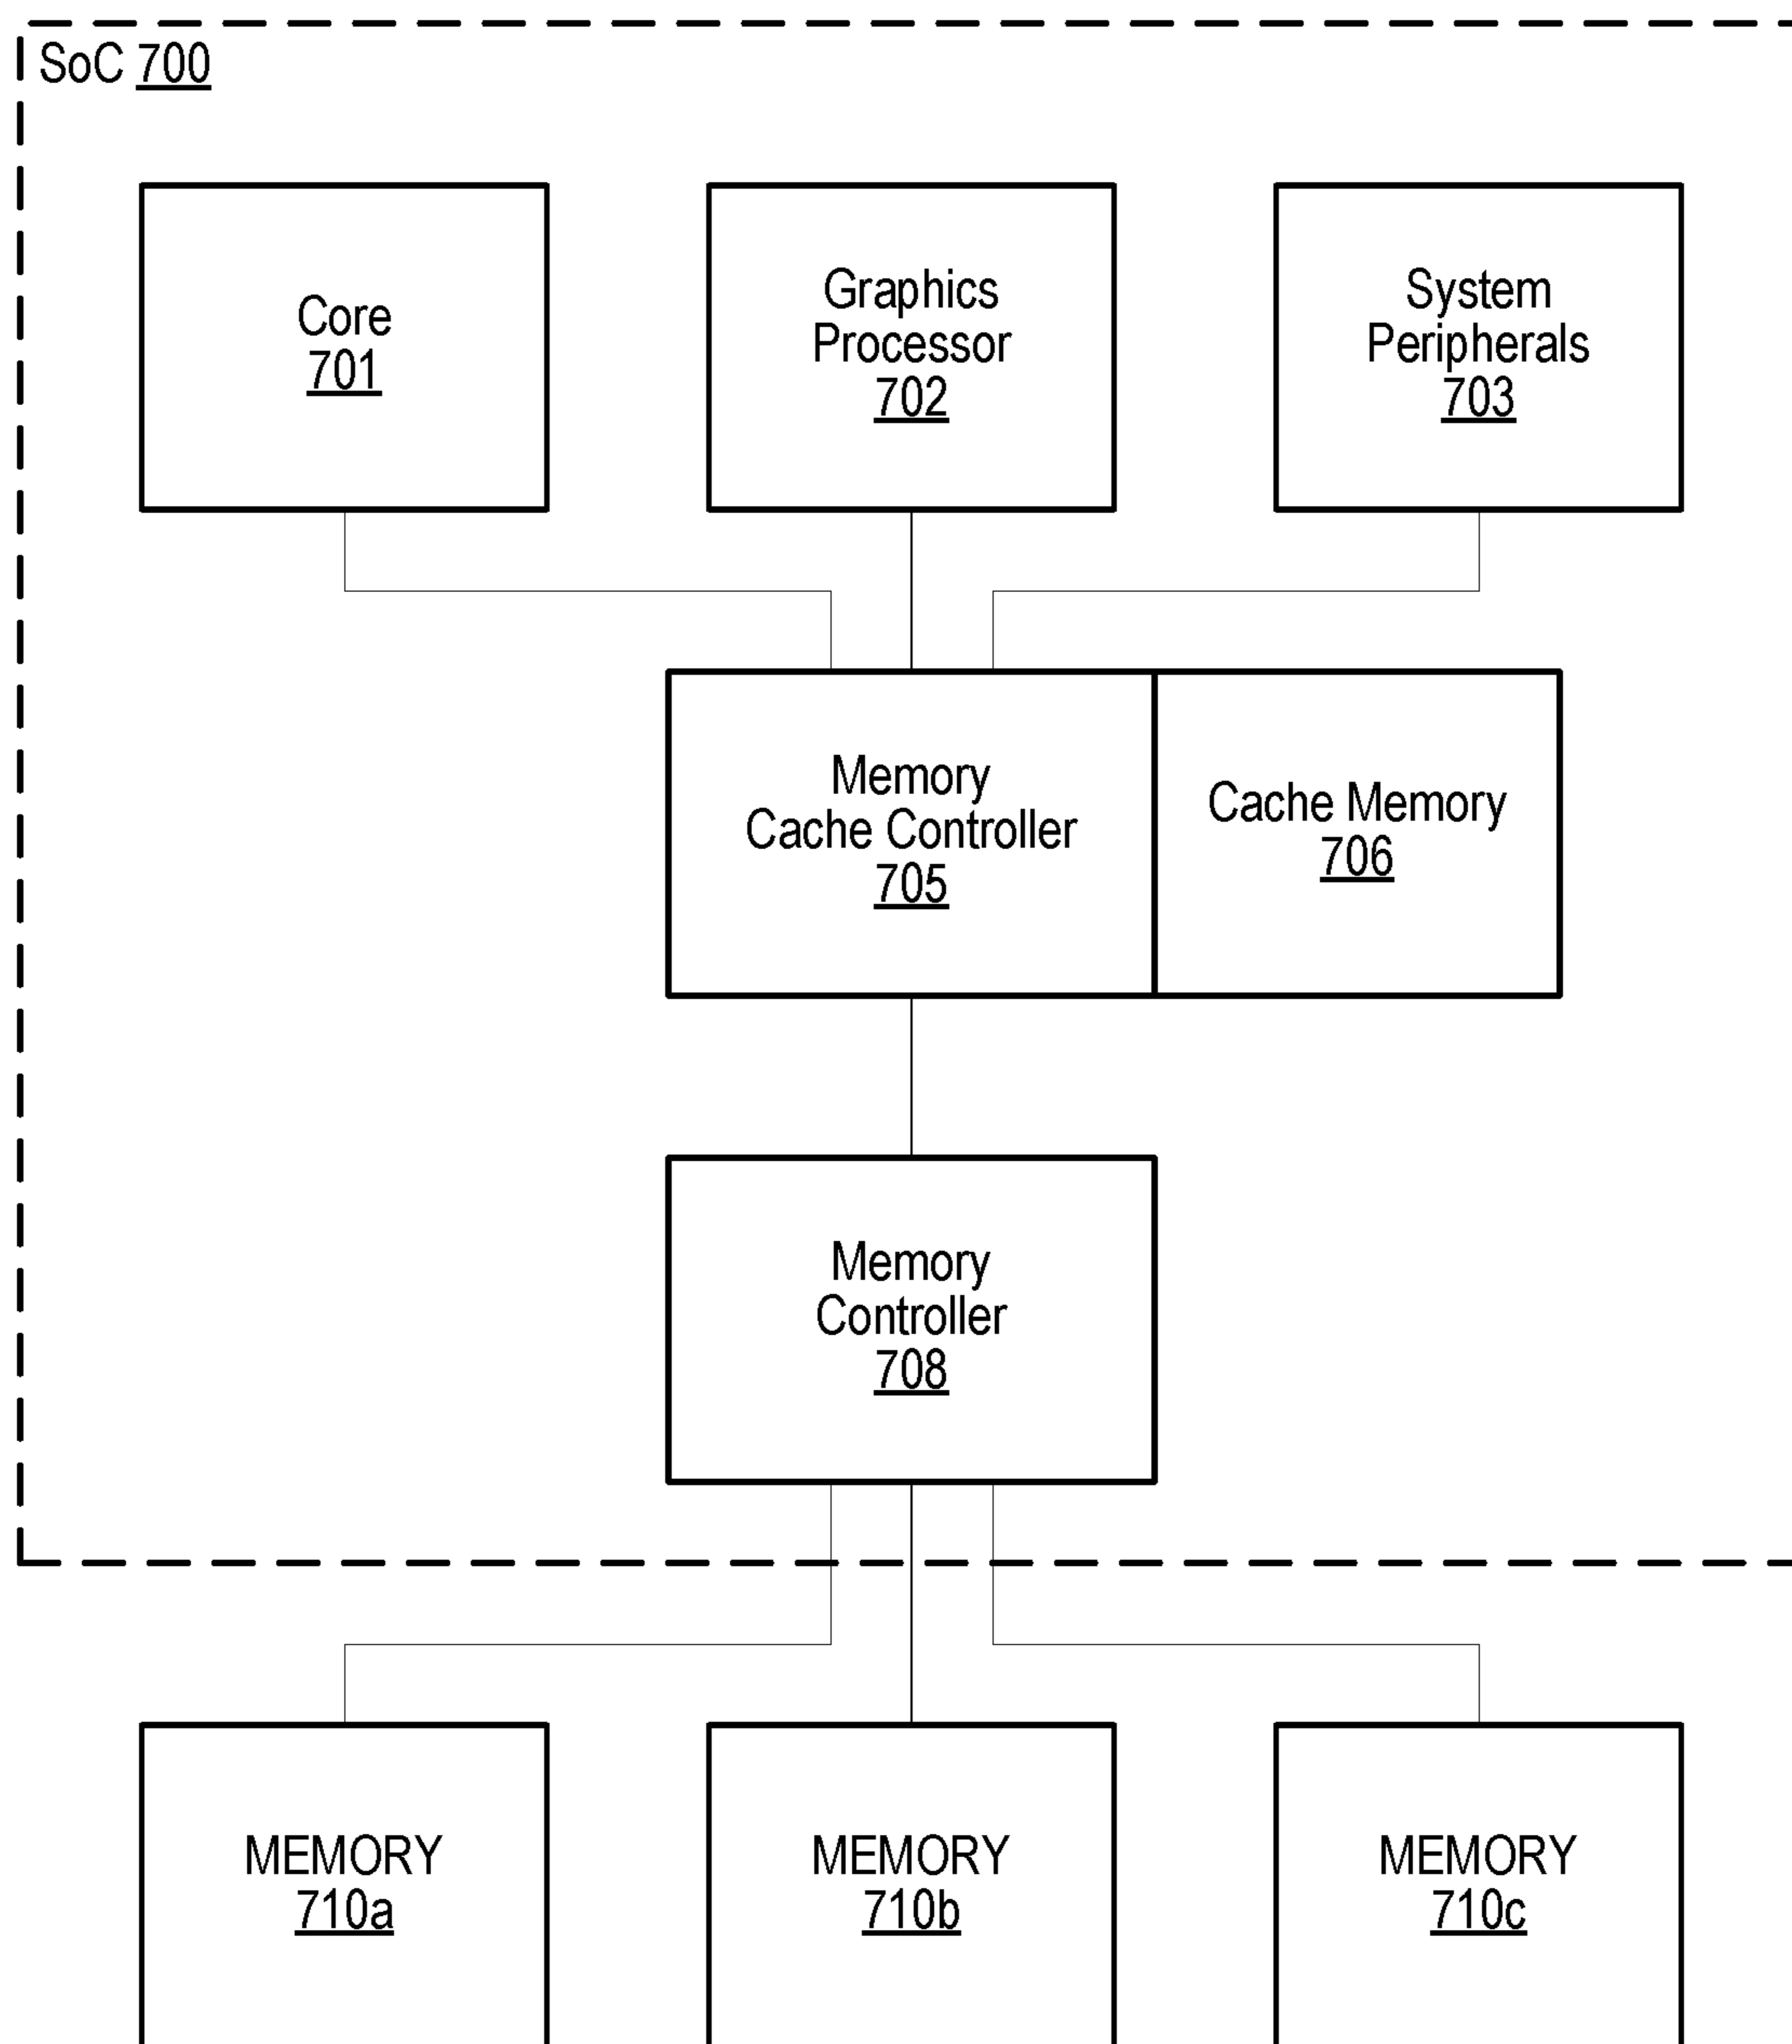 SoC 700
Core
701
Graphics
Processor
702
System
Peripherals
703
Memory
Cache Controller
705
Cache Memory
706
Memory
Controller
708
MEMORY
710a
MEMORY
710b
MEMORY
710c